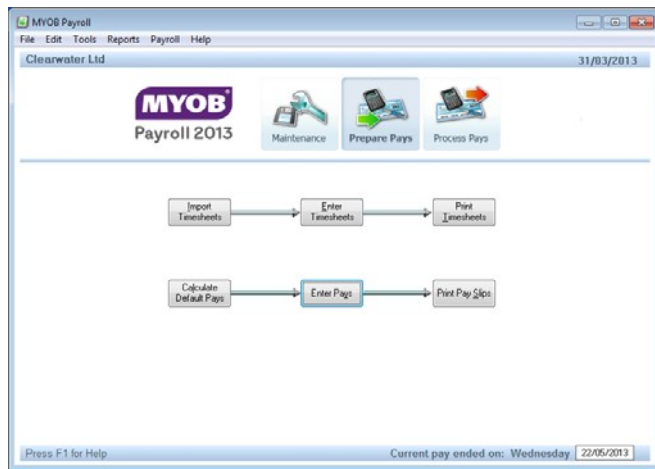 MYOB Payroll
File Edit Tools Reports Payroll Help
Clearwater Ltd 31/03/2013
MYOB
Payroll 2013
Maintenance Prepare Pays Process Pays
Import Timesheets Enter Timesheets Print Timesheets
Calculate Default Pays Enter Pays Print Pay Slips
Press F1 for Help Current pay ended on: Wednesday 22/05/2013